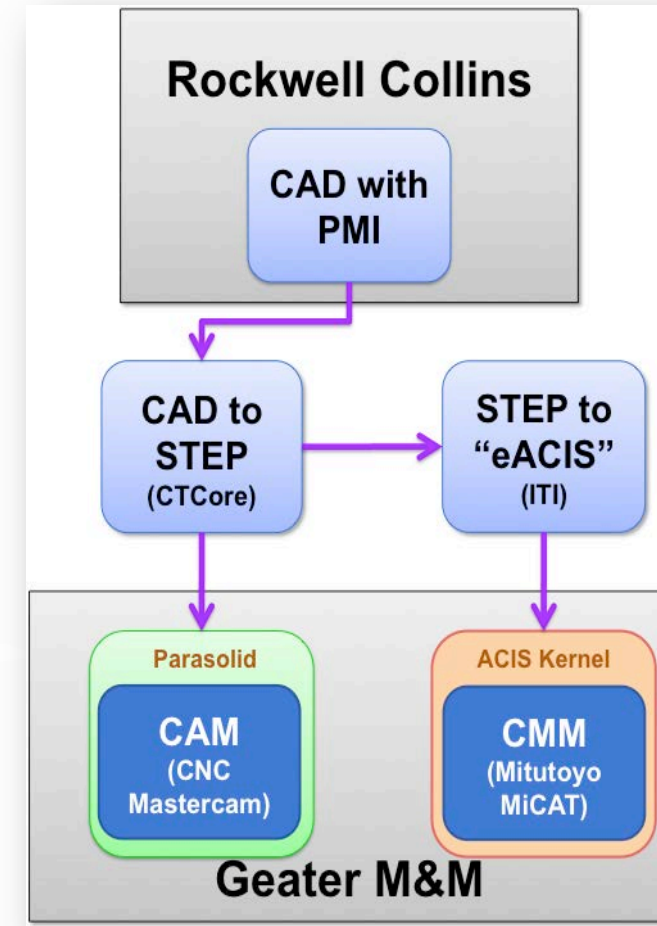 Rockwell Collins
CAD with
PMI
CAD to
STEP
(CTCore)
STEP to
“eACIS”
(ITI)
Parasolid
CAM
(CNC
Mastercam)
ACIS Kernel
CMM
(Mitutoyo
MiCAT)
Geater M&M